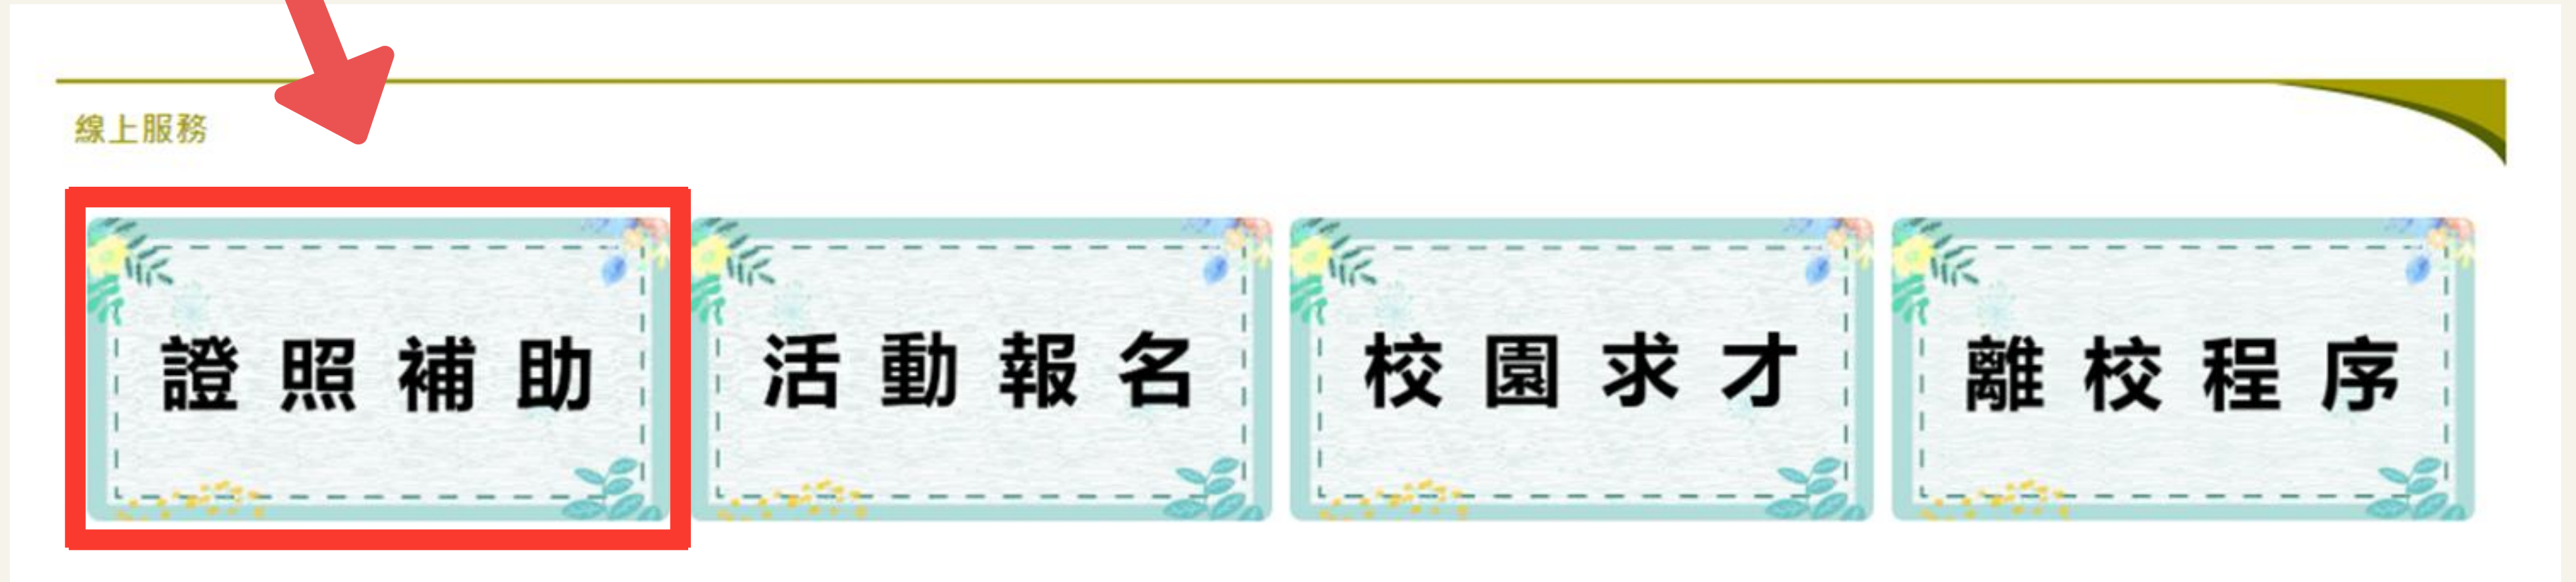 線上服務
證照補助
活動報名
校園求才
離校程序